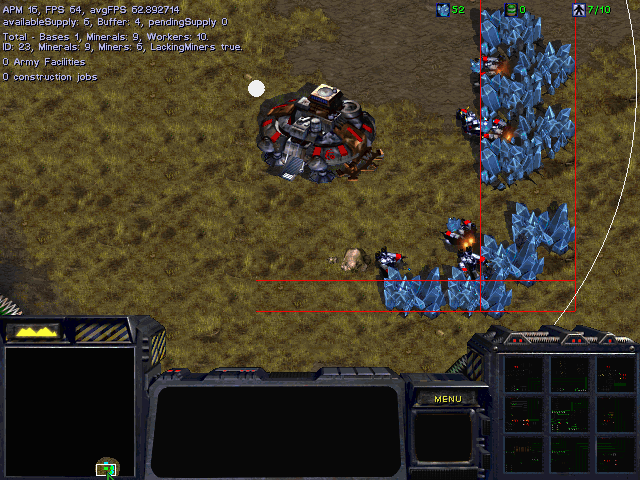 APM 16, FPS 64, avgFPS 62.892714
availableSupply: 6, Buffer: 4, pendingSupply 0
Total - Bases 1, Minerals 9, Workers: 10.
ID: 23, Minerals: 9, Miners: 6, LackingMiners true.
0 Army Facilities
0 construction jobs
52 0 7/10
MENU